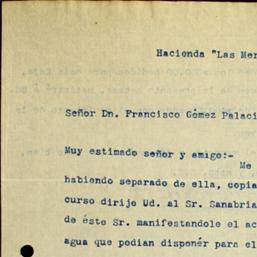 Hacienda "Las Mer
Señor Dn. Francisco Gómez Palaci
Muy estimado señor y amigo:-
Me
habiendo separado de ella, copia
curso dirijo Ud. al Sr. Sanabria
de éste Sr. manifestandole el ac
agua que podian disponér para el